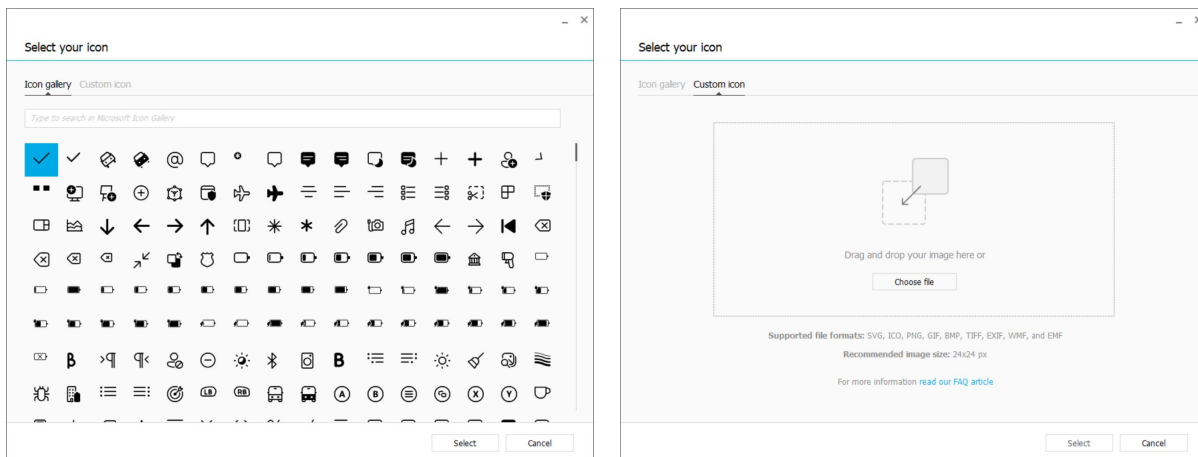 Select your icon
Icon gallery Custom icon
Type to search in Microsoft Icon Gallery
Select Cancel
Select your icon
Icon gallery Custom icon
Drag and drop your image here or
Choose file
Supported file formats: SVG, ICO, PNG, GIF, BMP, TIFF, EXIF, WMF, and EMF
Recommended image size: 24x24 px
For more information read our FAQ article
Select Cancel